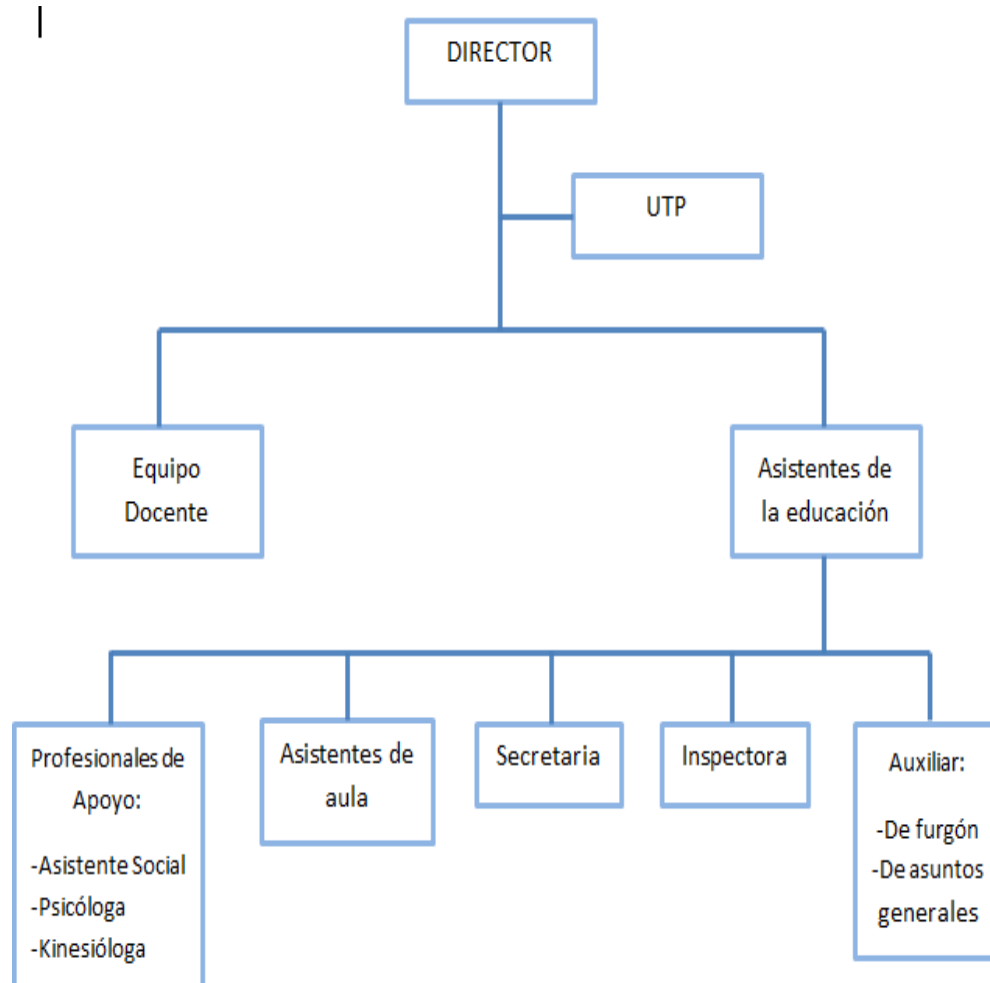 DIRECTOR
UTP
Equipo
Docente
Asistentes de
la educación
Profesionales de
Apoyo:
-Asistente Social
-Psicóloga
-Kinesióloga
Asistentes de
aula
Secretaria
Inspectora
Auxiliar:
-De furgón
-De asuntos
generales